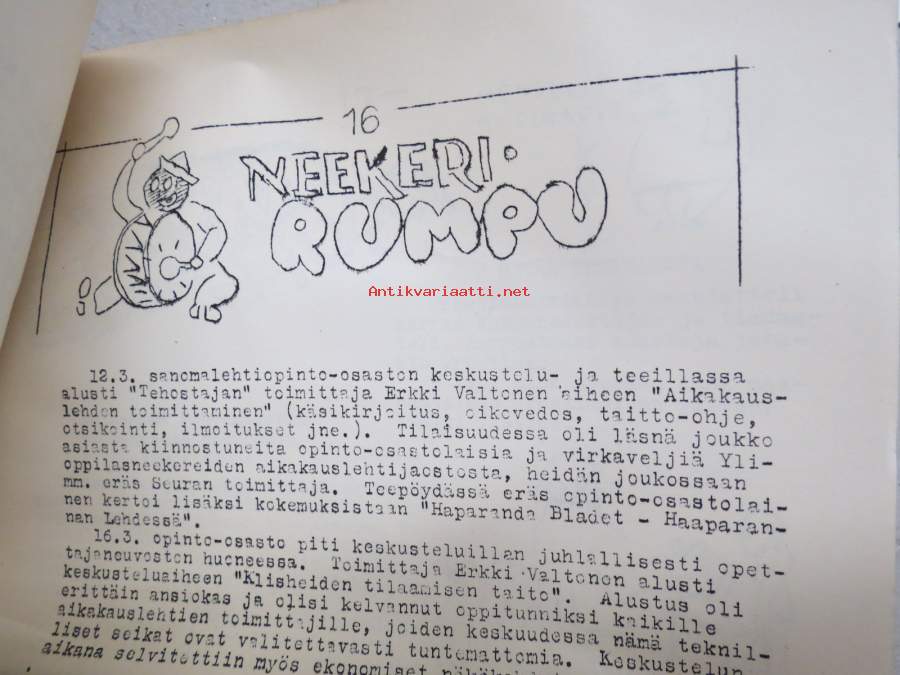 16
NEEKERI-
RUMPU
Antikvariaatti.net
12.3. sanomalehtiopinto-osaston keskustelu- ja teeillassa
alusti "Tehostajan" toimittaja Erkki Valtonen aiheen "Aikakaus-
lehden toimittaminen" (käsikirjoitus, oikovedos, taitto-ohje,
otsikointi, ilmoitukset jne.). Tilaisuudessa oli läsnä joukko
asiasta kiinnostuneita opinto-osastolaisia ja virkaveljiä Yli-
oppilasneekereiden aikakauslehtijaostosta, heidän joukossaan
mm. eräs Seuran toimittaja. Teepöydässä eräs opinto-osastolai-
nen kertoi lisäksi kokemuksistaan "Haparanda Bladet - Haaparan-
nan Lehdessä".
16.3. opinto-osasto piti keskusteluillan juhlallisesti opet-
tajaneuvoston huoneessa. Toimittaja Erkki Valtonen alusti
keskusteluaiheen "Klisheiden tilaamisen taito". Alustus oli
erittäin ansiokas ja olisi kelvannut oppitunniksi kaikille
aikakauslehtien toimittajille, joiden keskuudessa nämä teknil-
liset seikat ovat valitettavasti tuntemattomia. Keskustelun
aikana selvitettiin myös ekonomiset